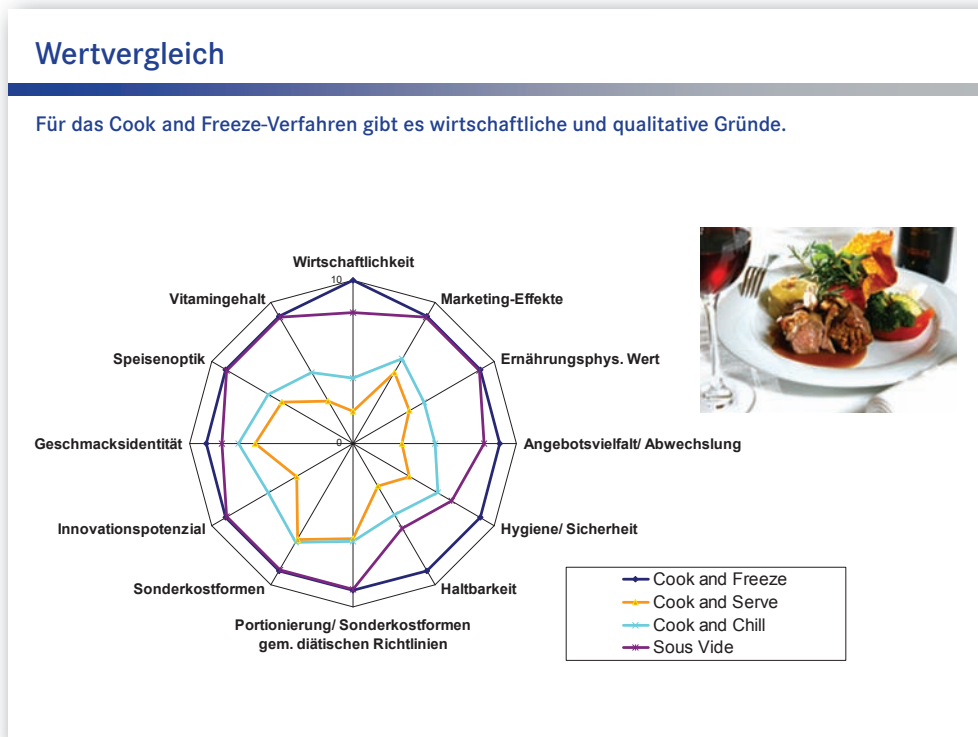 Wertvergleich
Für das Cook and Freeze-Verfahren gibt es wirtschaftliche und qualitative Gründe.
Wirtschaftlichkeit
10
Vitamingehalt
Marketing-Effekte
Speisenoptik
Ernährungsphys. Wert
Geschmacksidentität
0
Angebotsvielfalt/ Abwechslung
Innovationspotenzial
Hygiene/ Sicherheit
Sonderkostformen
Haltbarkeit
Portionierung/ Sonderkostformen
gem. diätischen Richtlinien
Cook and Freeze
Cook and Serve
Cook and Chill
Sous Vide